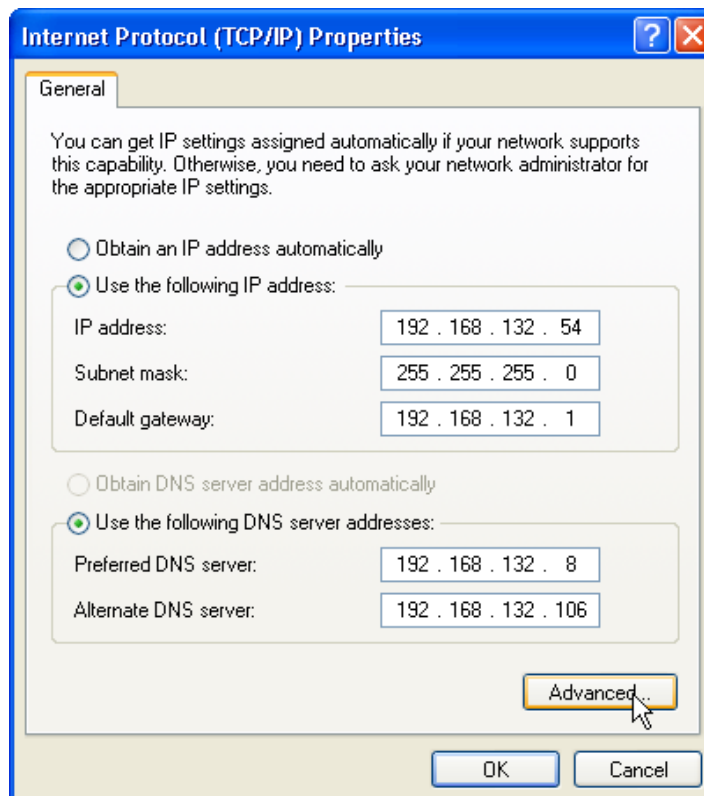 Internet Protocol (TCP/IP) Properties
General
You can get IP settings assigned automatically if your network supports
this capability. Otherwise, you need to ask your network administrator for
the appropriate IP settings.
Obtain an IP address automatically
Use the following IP address:
IP address: 192 . 168 . 132 . 54
Subnet mask: 255 . 255 . 255 . 0
Default gateway: 192 . 168 . 132 . 1
Obtain DNS server address automatically
Use the following DNS server addresses:
Preferred DNS server: 192 . 168 . 132 . 8
Alternate DNS server: 192 . 168 . 132 . 106
Advanced...
OK Cancel